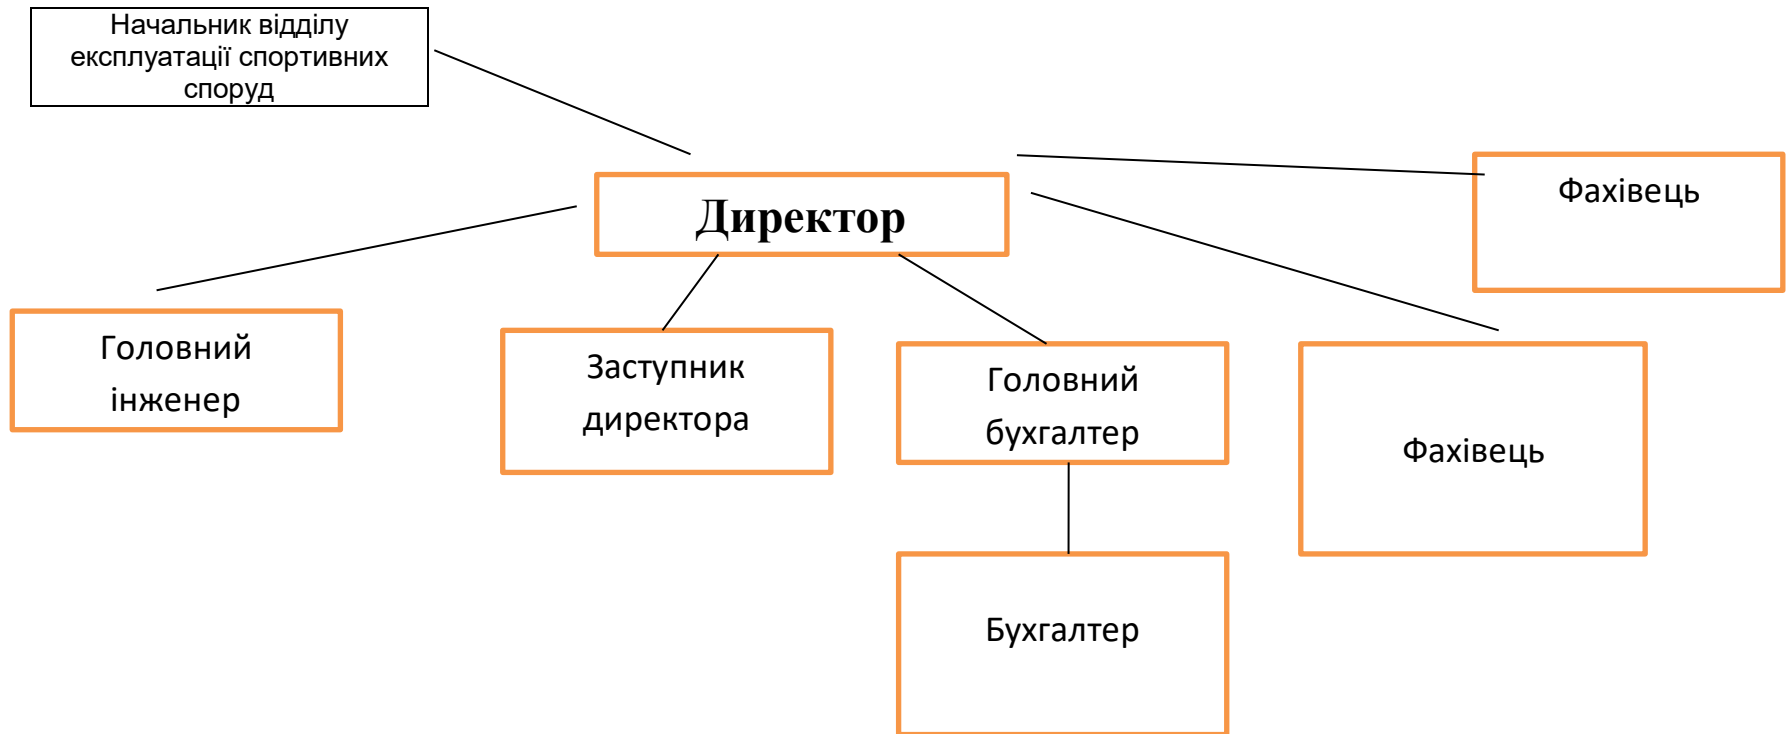 Начальник відділу
експлуатації спортивних
споруд
Директор
Фахівець
Головний
інженер
Заступник
директора
Головний
бухгалтер
Фахівець
Бухгалтер